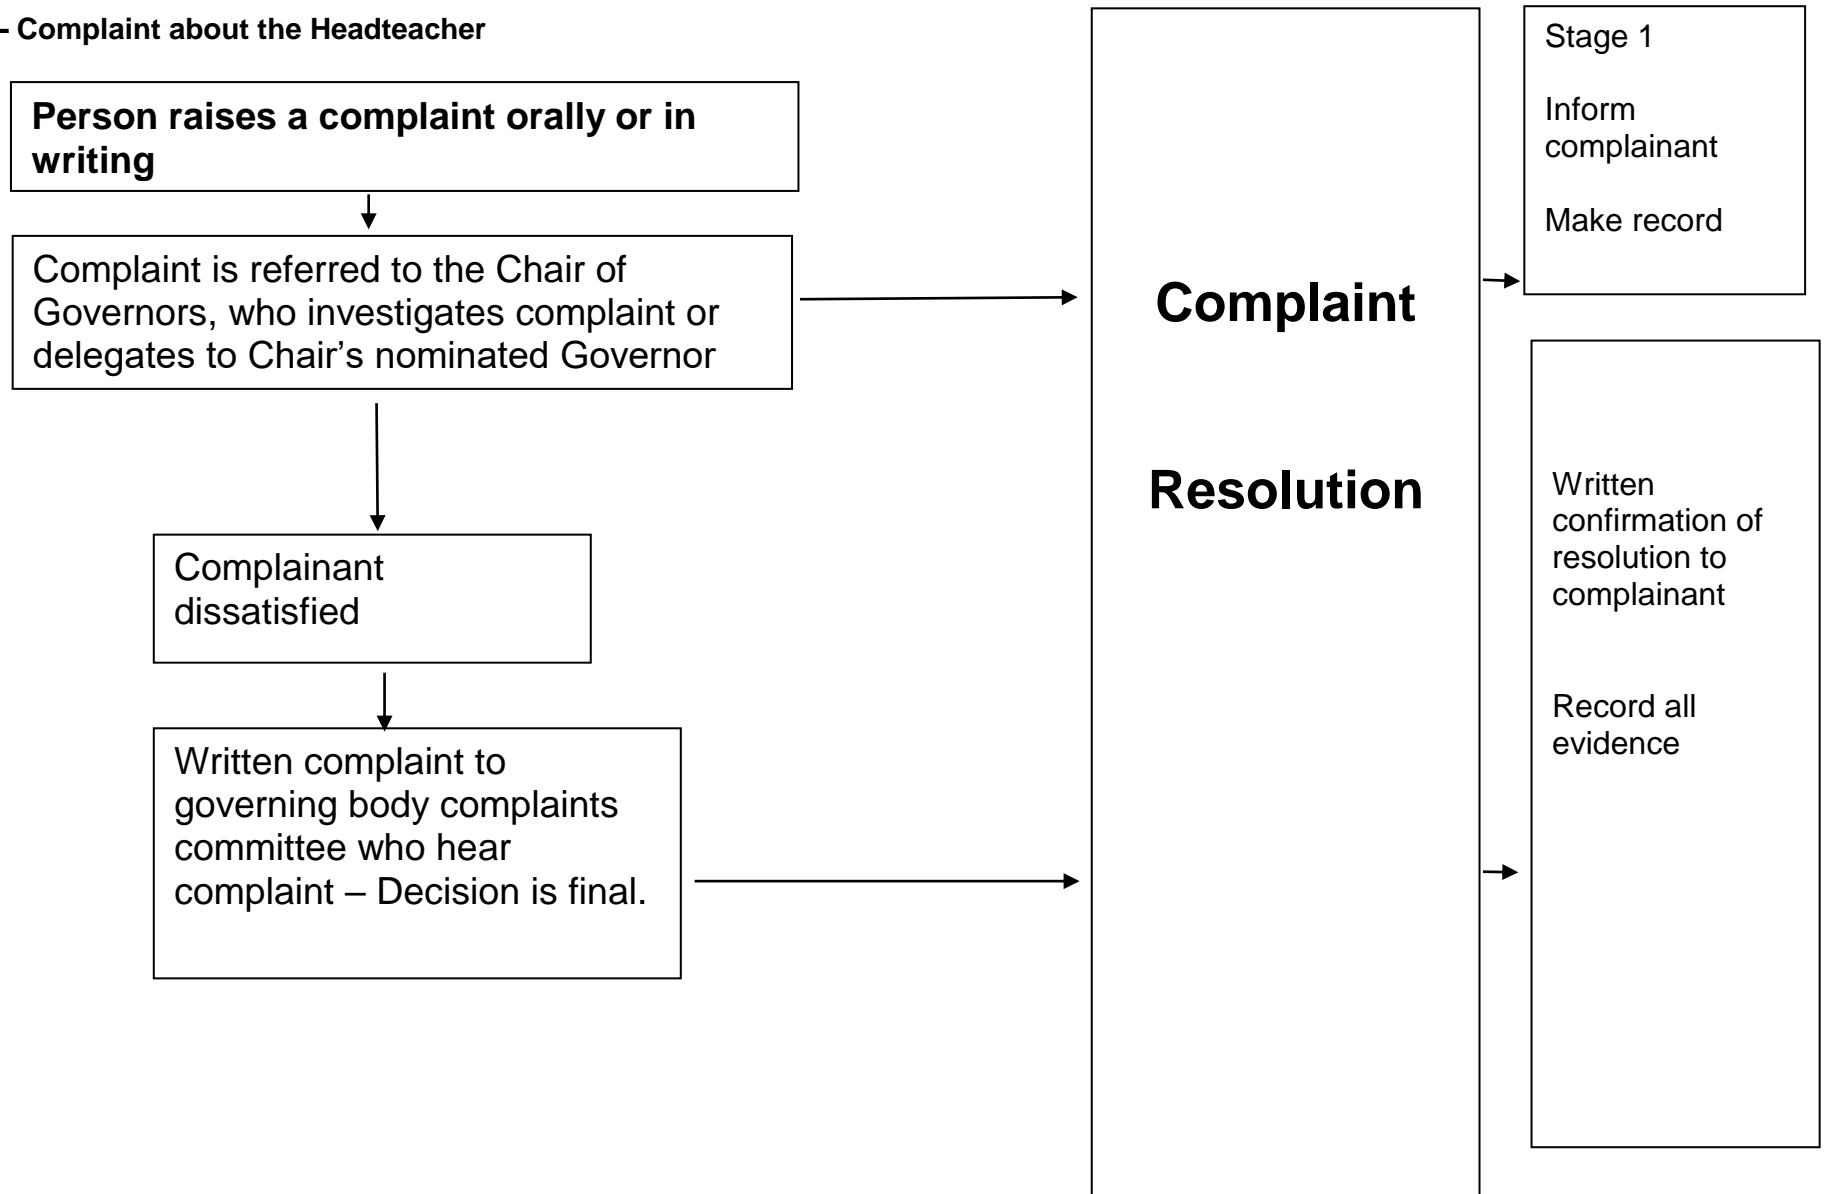 - Complaint about the Headteacher
Person raises a complaint orally or in
writing
Complaint is referred to the Chair of
Governors, who investigates complaint or
delegates to Chair’s nominated Governor
Complainant
dissatisfied
Written complaint to
governing body complaints
committee who hear
complaint – Decision is final.
Complaint
Resolution
Stage 1
Inform
complainant
Make record
Written
confirmation of
resolution to
complainant
Record all
evidence